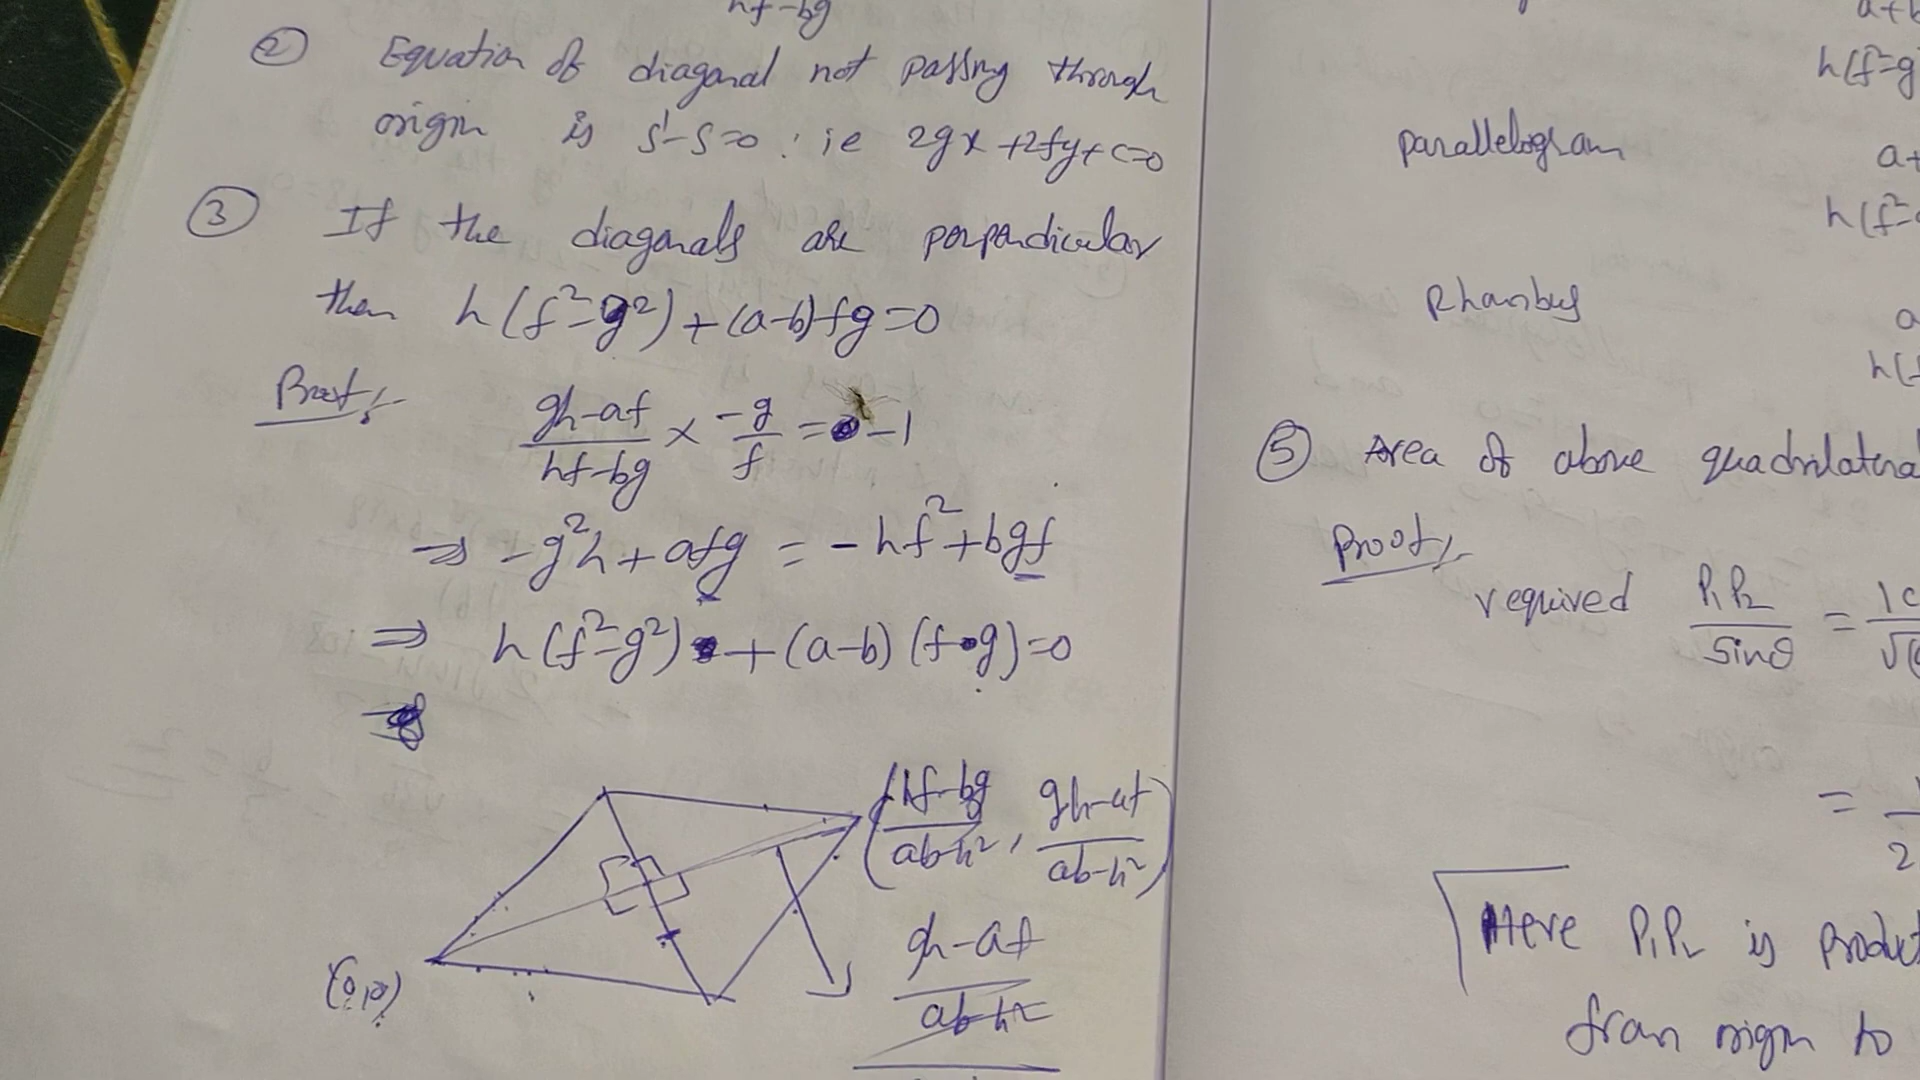 hf-bg
② Equation of diagonal not passing through
origin is S'-S=0 : ie 2gx+2fy+c=0
③ If the diagonals are perpendicular
then h(f²-g²)+(a-b)fg=0
Proof:-
gh-af/hf-bg × -g/f = -1
⇒ -g²h+afg = -hf²+bgf
⇒ h(f²-g²)+(a-b)(fg)=0
(hf-bg/ab-h², gh-af/ab-h²)
(0,0)
gh-af
ab-h²
a+b
h(f²-g
parallelogram a+
h(f²-
Rhombus a
h(f
⑤ Area of above quadrilateral
Proof:-
required P₁P₂/sinθ = |c
√(
= 1
2
Here P₁P₂ is product
from origin to